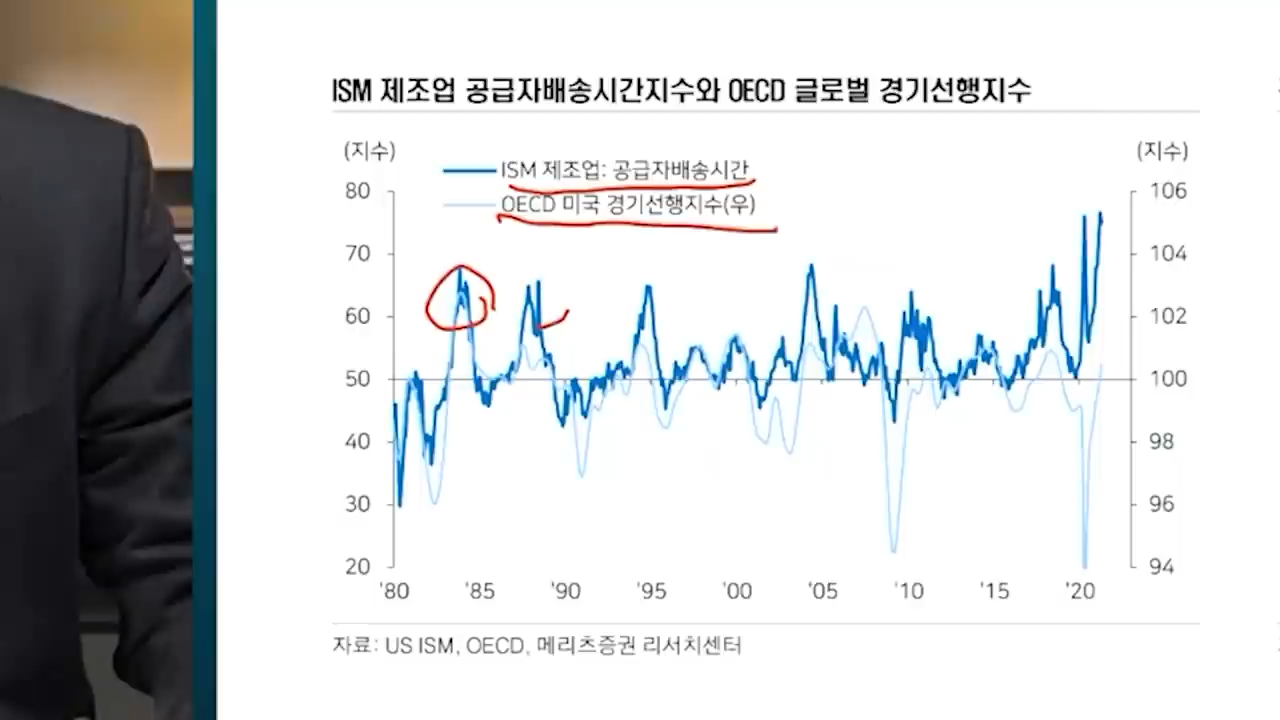 ISM 제조업 공급자배송시간지수와 OECD 글로벌 경기선행지수
(지수) (지수)
ISM 제조업: 공급자배송시간
OECD 미국 경기선행지수(우)
80 106
70 104
60 102
50 100
40 98
30 96
20 94
'80 '85 '90 '95 '00 '05 '10 '15 '20
자료: US ISM, OECD, 메리츠증권 리서치센터